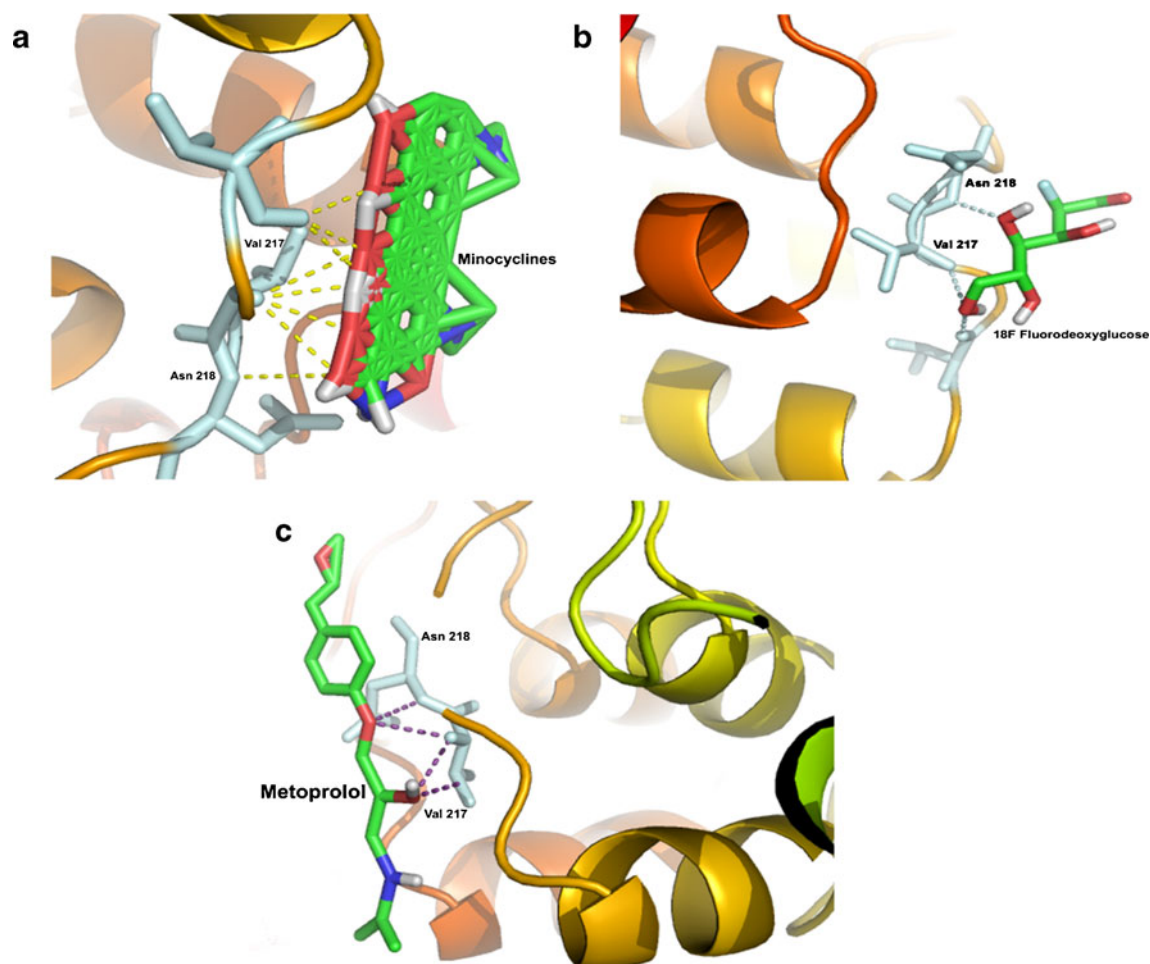 a
Val 217
Minocyclines
Asn 218
b
Asn 218
Val 217
18F Fluorodeoxyglucose
c
Asn 218
Metoprolol
Val 217